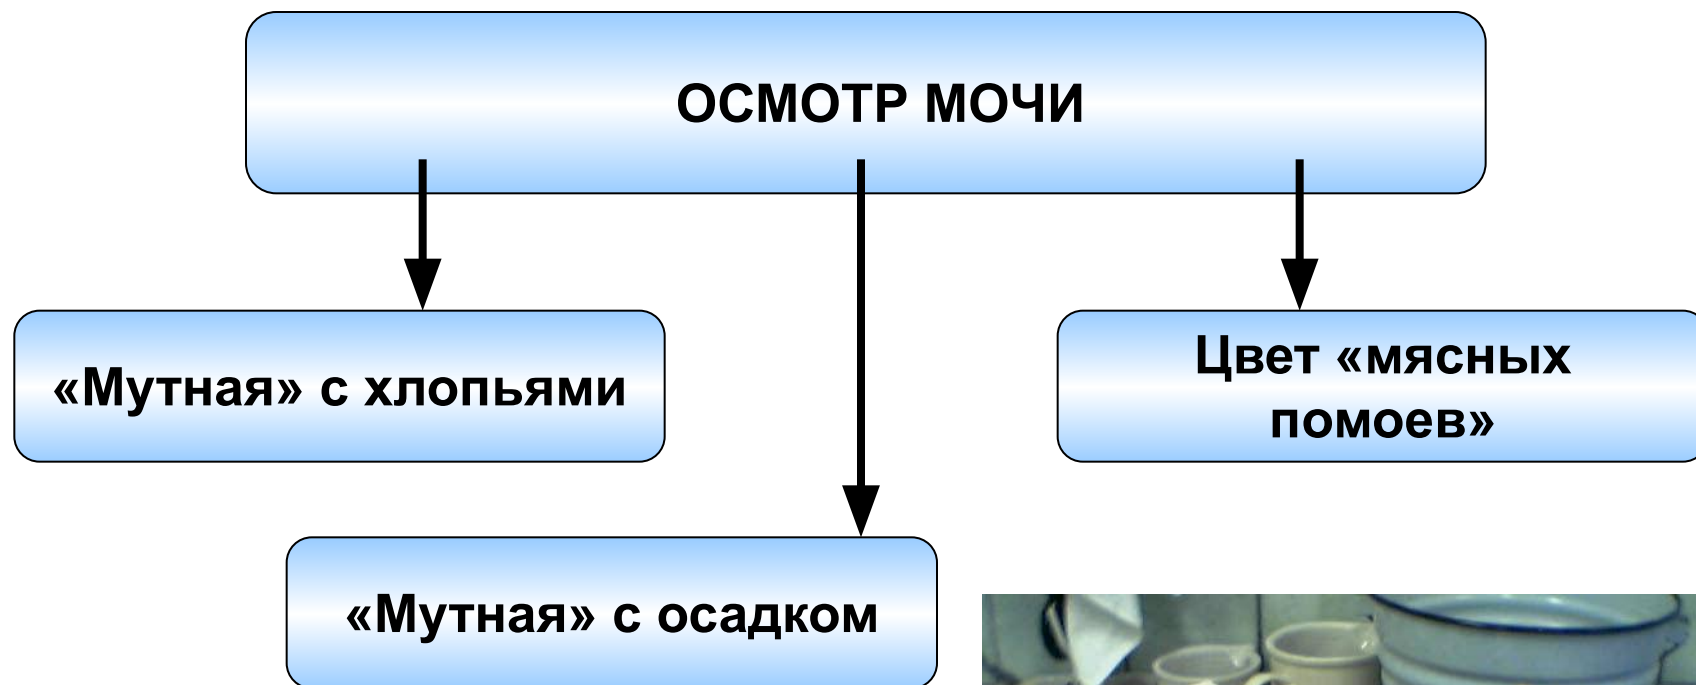 ОСМОТР МОЧИ
«Мутная» с хлопьями
Цвет «мясных
помоев»
«Мутная» с осадком